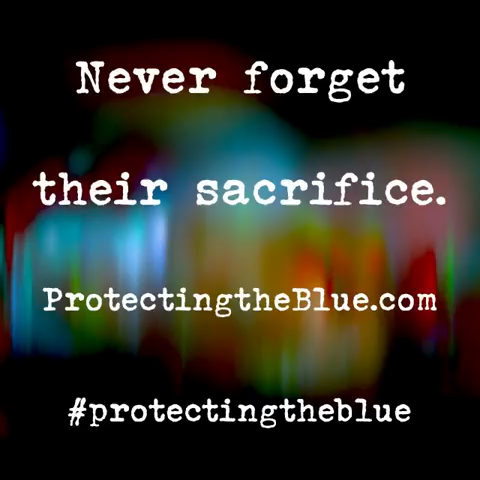 Never forget
their sacrifice.
ProtectingtheBlue.com
#protectingtheblue